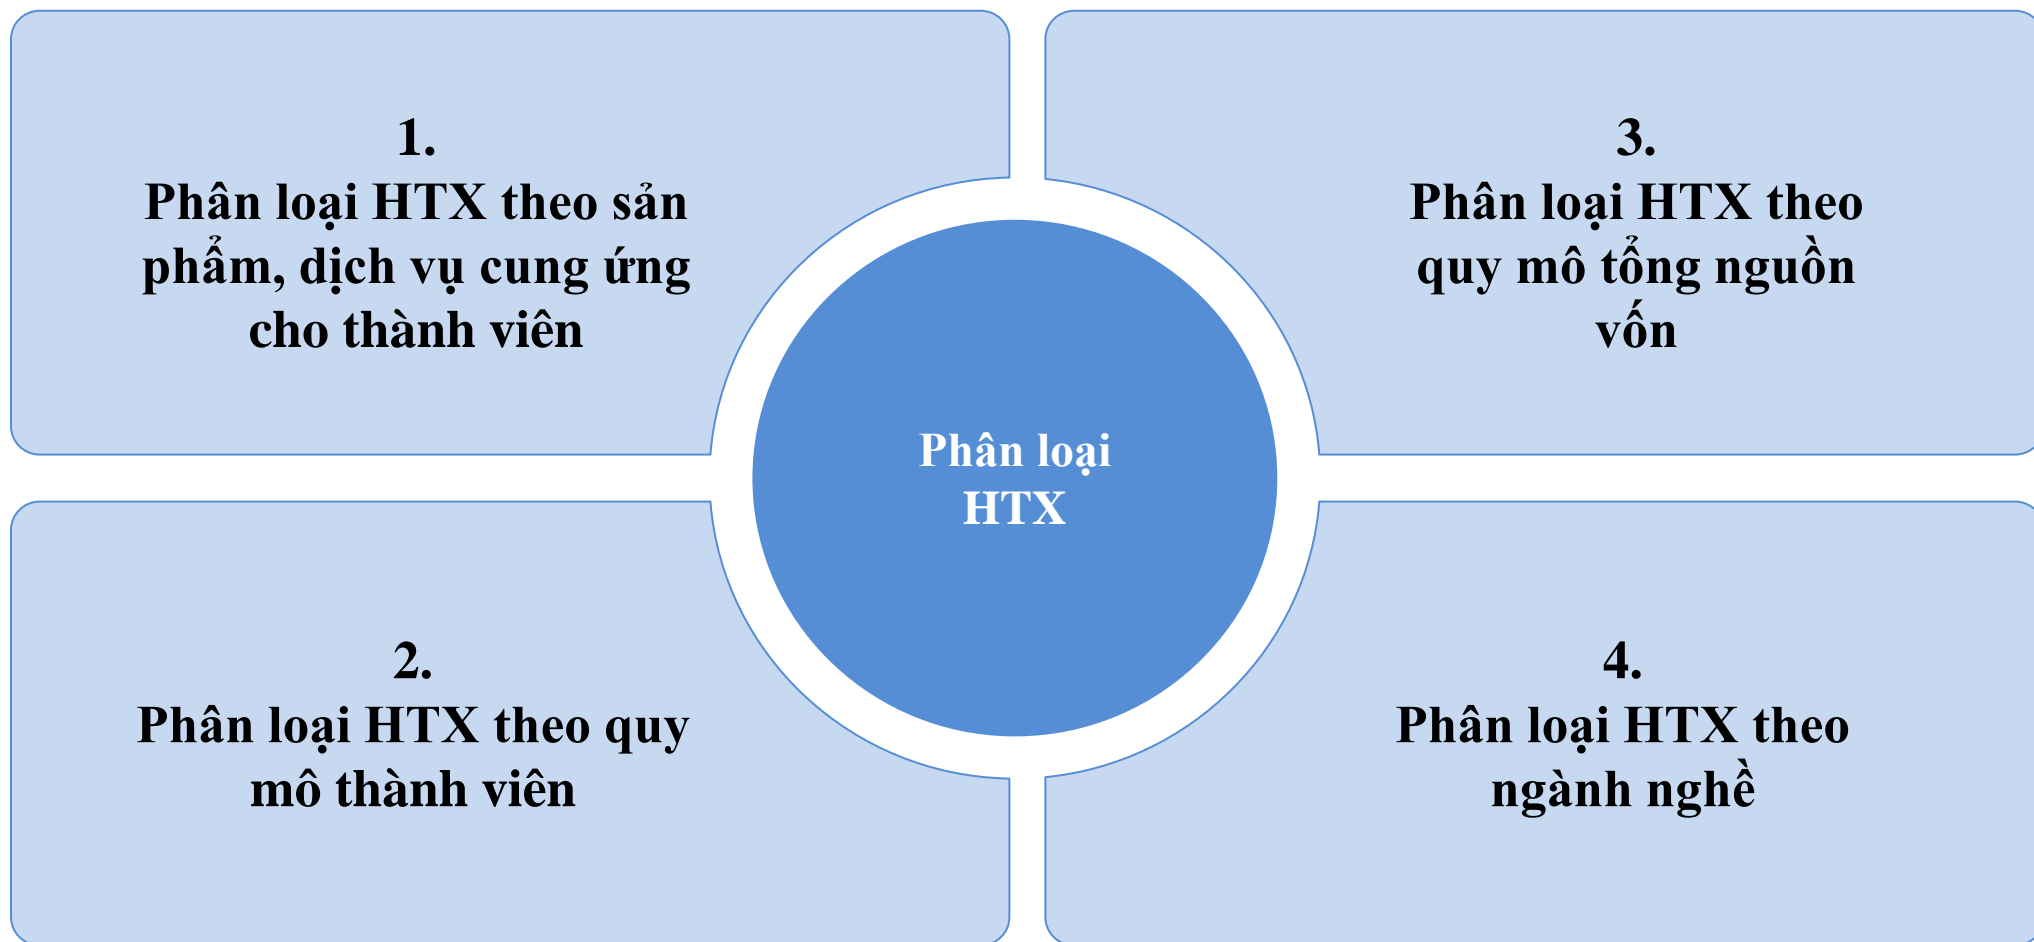 1.
Phân loại HTX theo sản
phẩm, dịch vụ cung ứng
cho thành viên
2.
Phân loại HTX theo quy
mô thành viên
3.
Phân loại HTX theo
quy mô tổng nguồn
vốn
4.
Phân loại HTX theo
ngành nghề
Phân loại
HTX